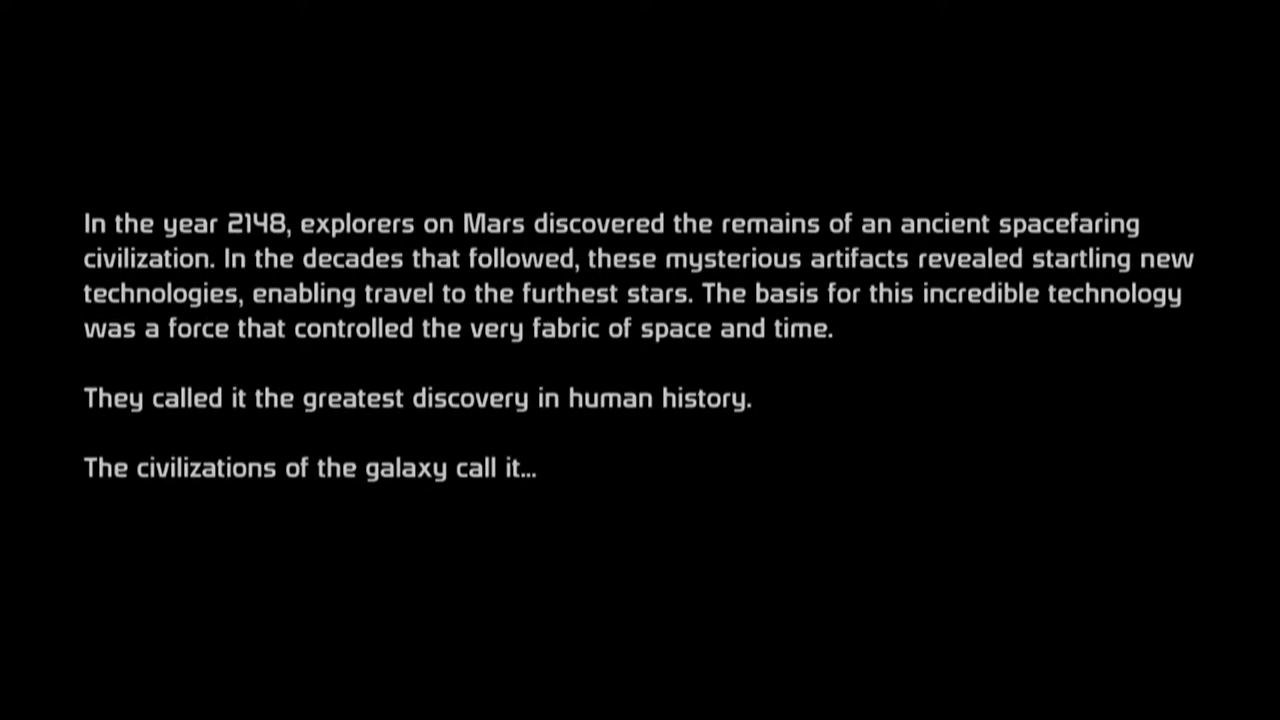 In the year 2148, explorers on Mars discovered the remains of an ancient spacefaring
civilization. In the decades that followed, these mysterious artifacts revealed startling new
technologies, enabling travel to the furthest stars. The basis for this incredible technology
was a force that controlled the very fabric of space and time.
They called it the greatest discovery in human history.
The civilizations of the galaxy call it...